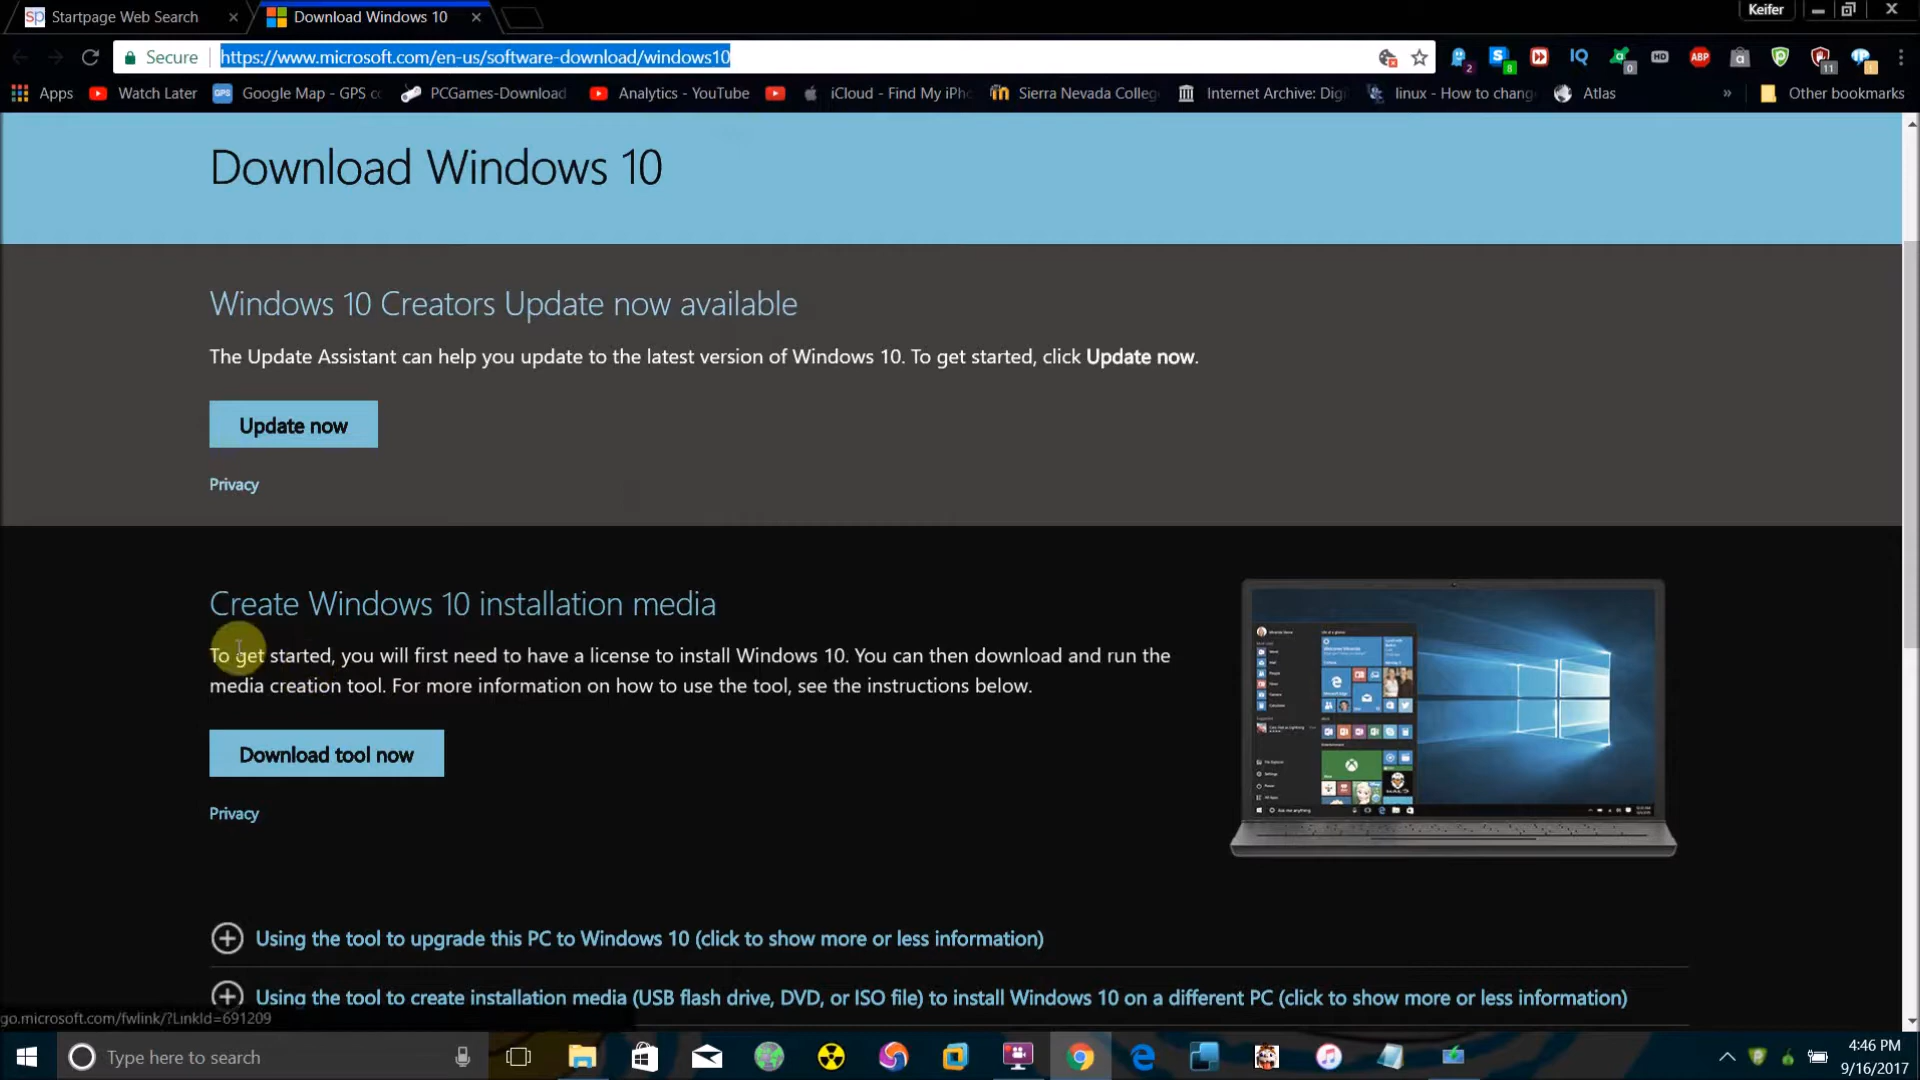 Startpage Web Search
Download Windows 10
Keifer
Secure
https://www.microsoft.com/en-us/software-download/windows10
2
8
0
HD
ABP
11
1
Apps
Watch Later
Google Map - GPS cc
PCGames-Download
Analytics - YouTube
iCloud - Find My iPh
Sierra Nevada Colleg
Internet Archive: Digi
linux - How to chang
Atlas
»
Other bookmarks
Download Windows 10
Windows 10 Creators Update now available
The Update Assistant can help you update to the latest version of Windows 10. To get started, click Update now.
Update now
Privacy
Create Windows 10 installation media
To get started, you will first need to have a license to install Windows 10. You can then download and run the
media creation tool. For more information on how to use the tool, see the instructions below.
Download tool now
Privacy
Using the tool to upgrade this PC to Windows 10 (click to show more or less information)
Using the tool to create installation media (USB flash drive, DVD, or ISO file) to install Windows 10 on a different PC (click to show more or less information)
go.microsoft.com/fwlink/?LinkId=691209
Type here to search
4:46 PM
9/16/2017